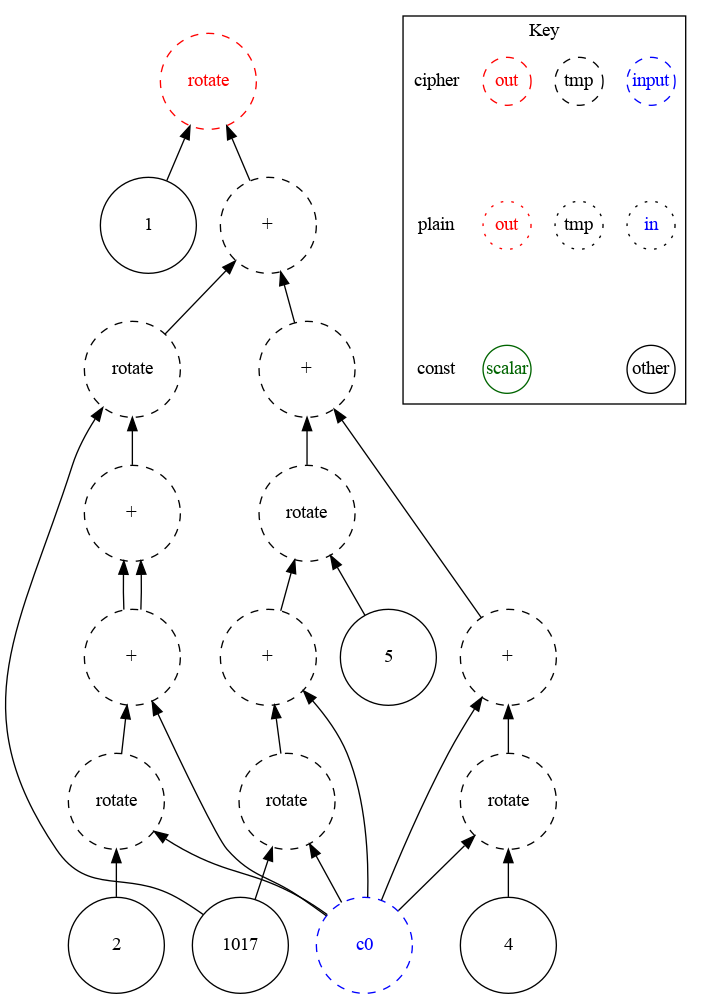 rotate
1
+
rotate
+
+
rotate
+
+
5
+
rotate
rotate
rotate
2
1017
c0
4
Key
cipher out tmp input
plain out tmp in
const scalar other